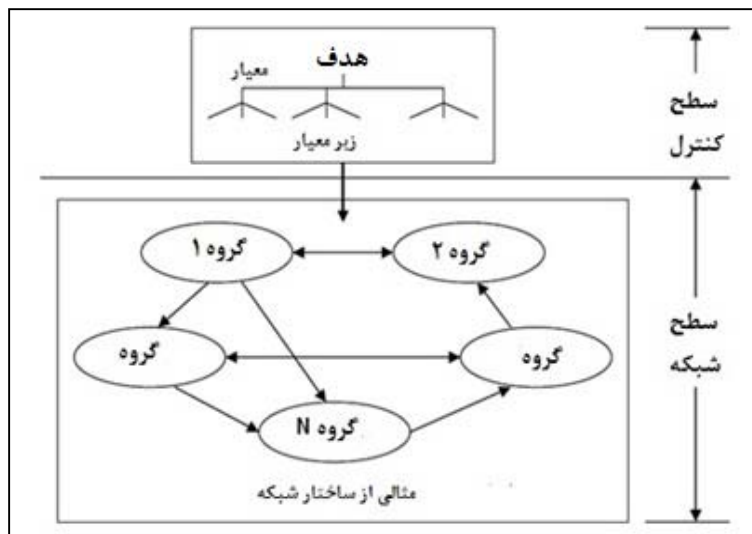 هدف
معیار
زیر معیار
سطح
کنترل
گروه ۱
گروه ۲
گروه
گروه
گروه N
مثالی از ساختار شبکه
سطح
شبکه